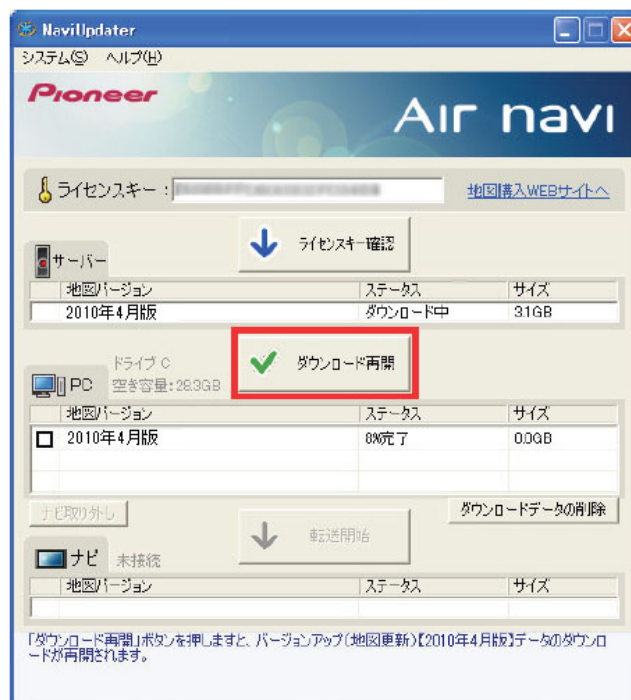 NaviUpdater
システム(S) ヘルプ(H)
Pioneer
AIR navi
ライセンスキー:
地図購入WEBサイトへ
ライセンスキー確認
サーバー
地図バージョン ステータス サイズ
2010年4月版 ダウンロード中 3.1GB
ダウンロード再開
ドライブ C
PC 空き容量:28.3GB
地図バージョン ステータス サイズ
2010年4月版 8%完了 0.0GB
ナビ取り外し
ダウンロードデータの削除
転送開始
ナビ 未接続
地図バージョン ステータス サイズ
「ダウンロード再開」ボタンを押しますと、バージョンアップ(地図更新)【2010年4月版】データのダウンロ
ードが再開されます。